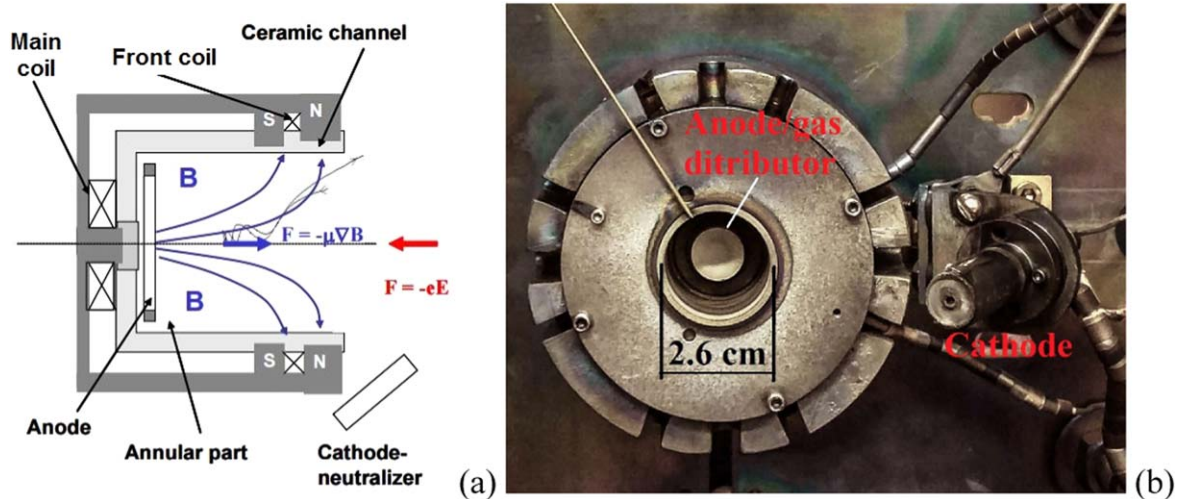 Main
coil
Front coil
Ceramic channel
S
N
B
F = -μ∇B
F = -eE
B
S
N
Anode
Annular part
Cathode-
neutralizer
(a)
Anode/gas
ditributor
2.6 cm
Cathode
(b)